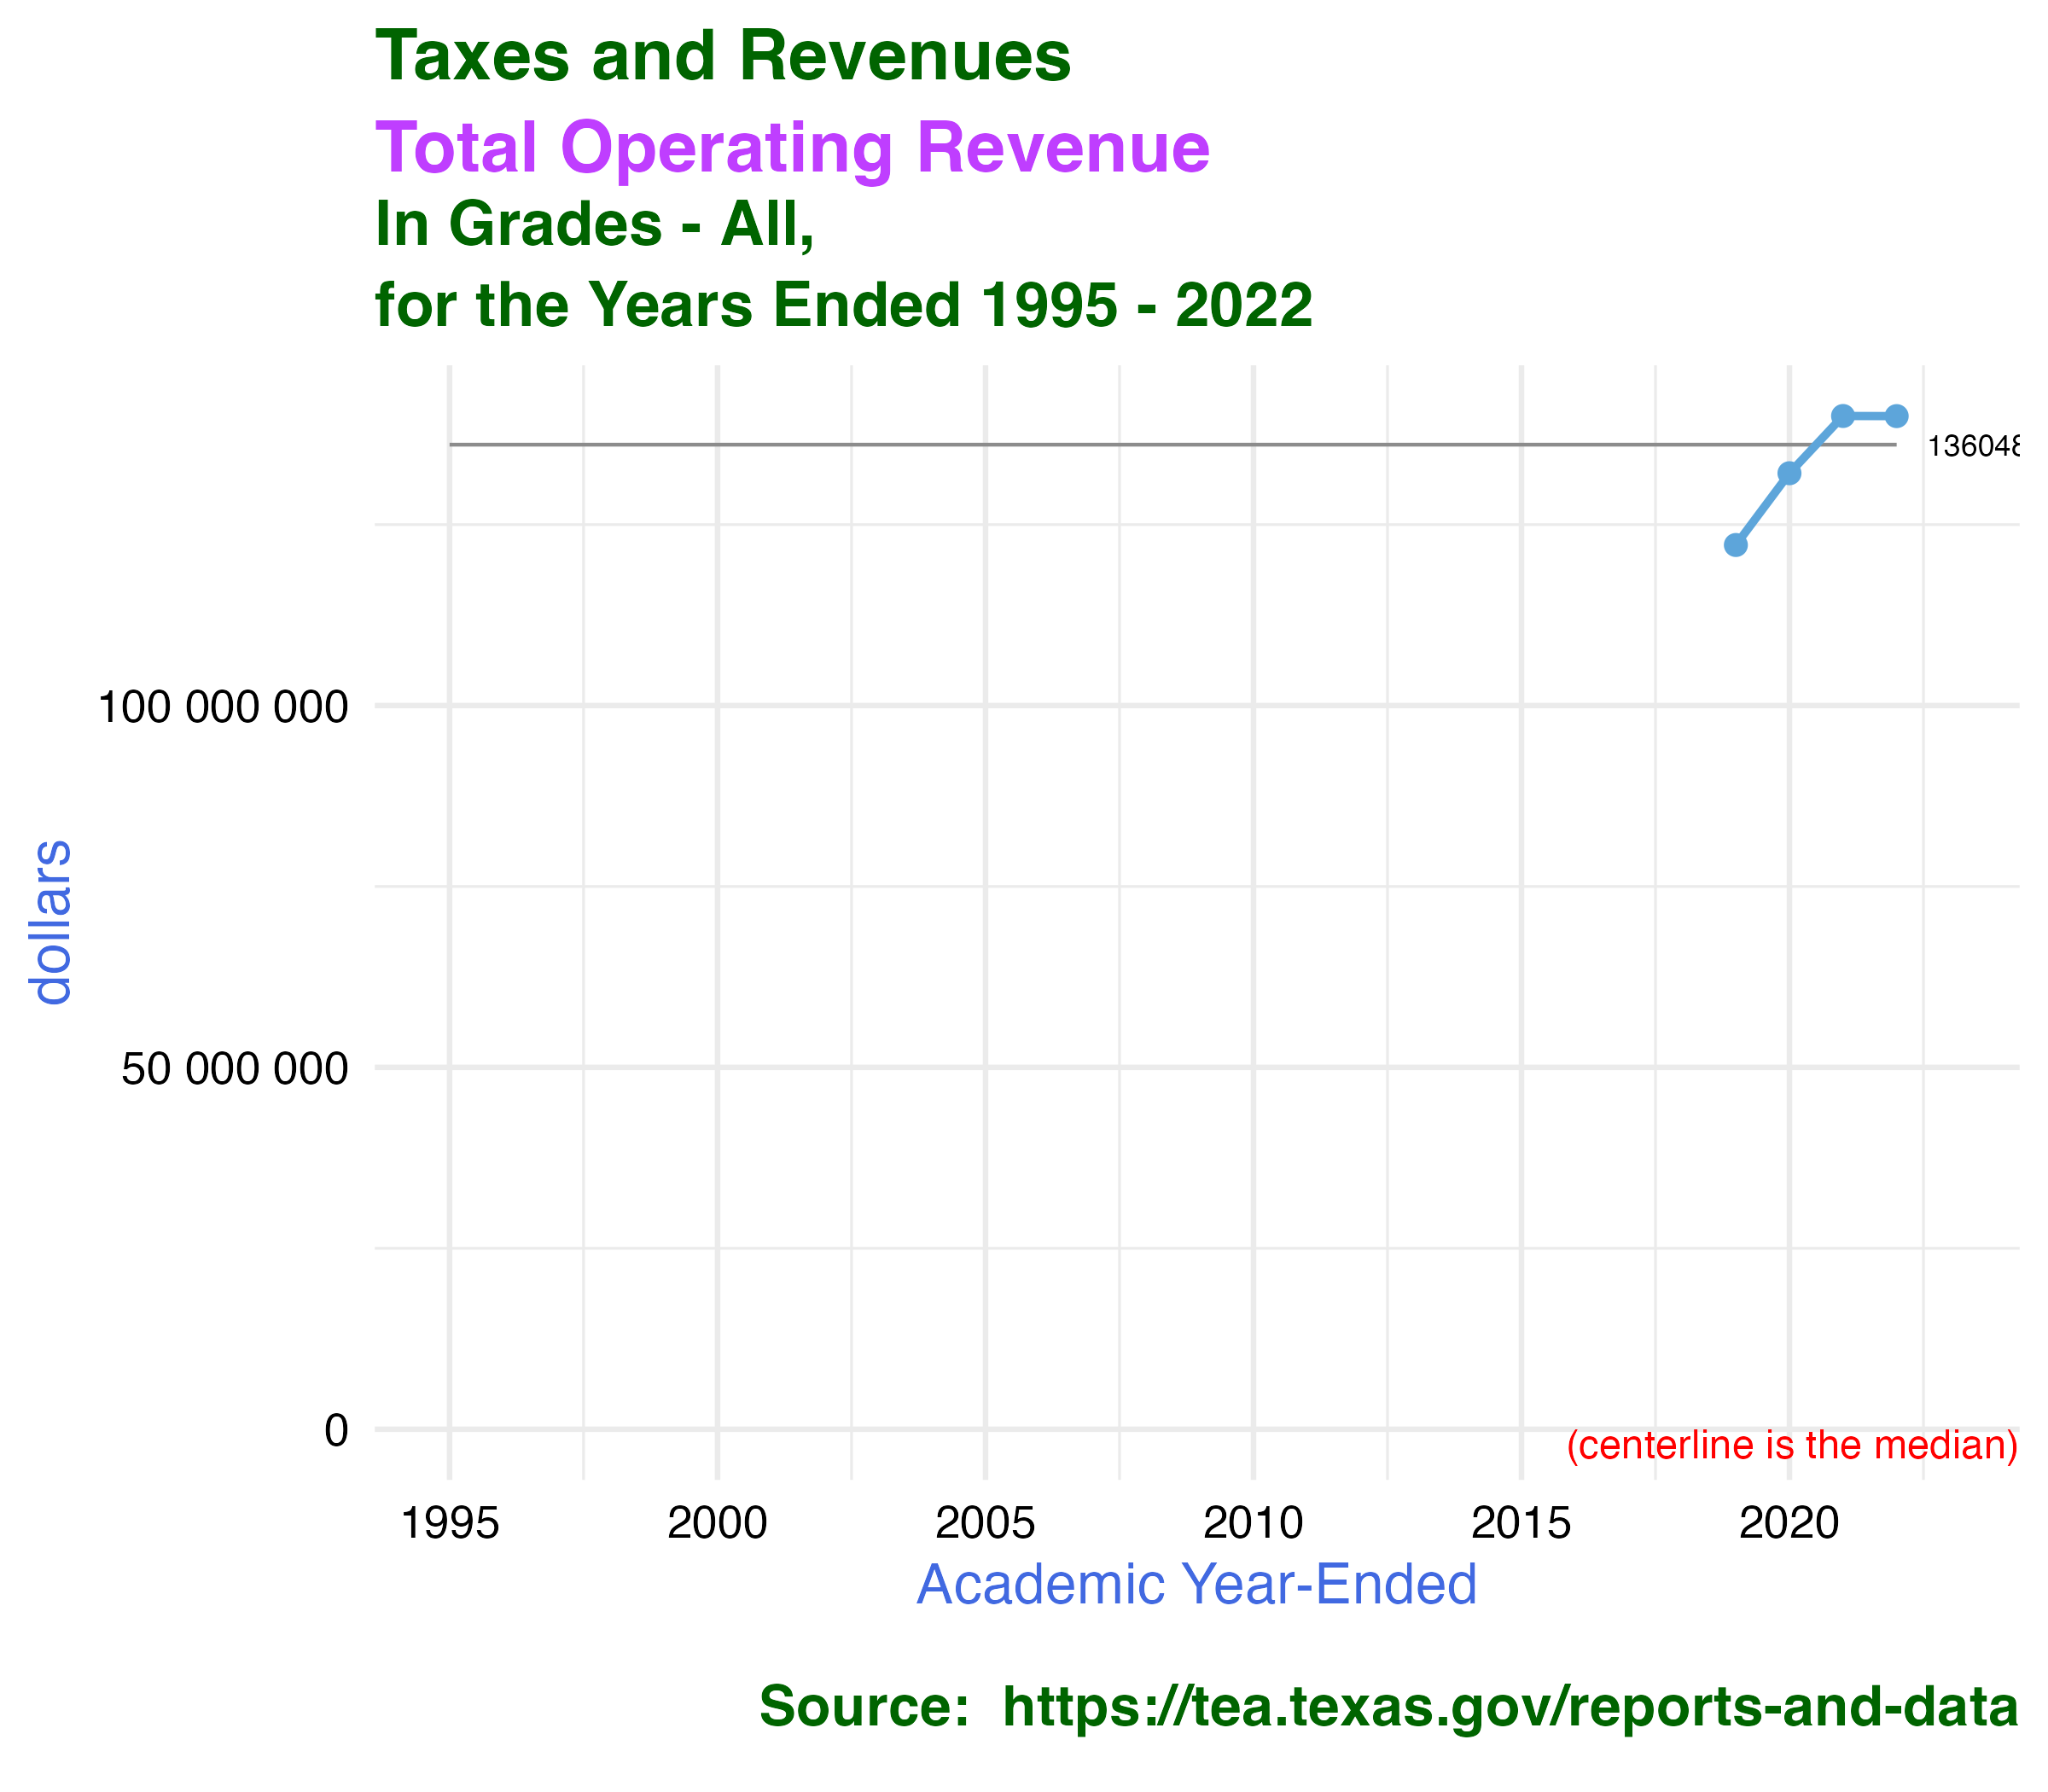 Taxes and Revenues
Total Operating Revenue
In Grades - All,
for the Years Ended 1995 - 2022
136048
100 000 000
50 000 000
0
dollars
(centerline is the median)
1995 2000 2005 2010 2015 2020
Academic Year-Ended
Source:  https://tea.texas.gov/reports-and-data